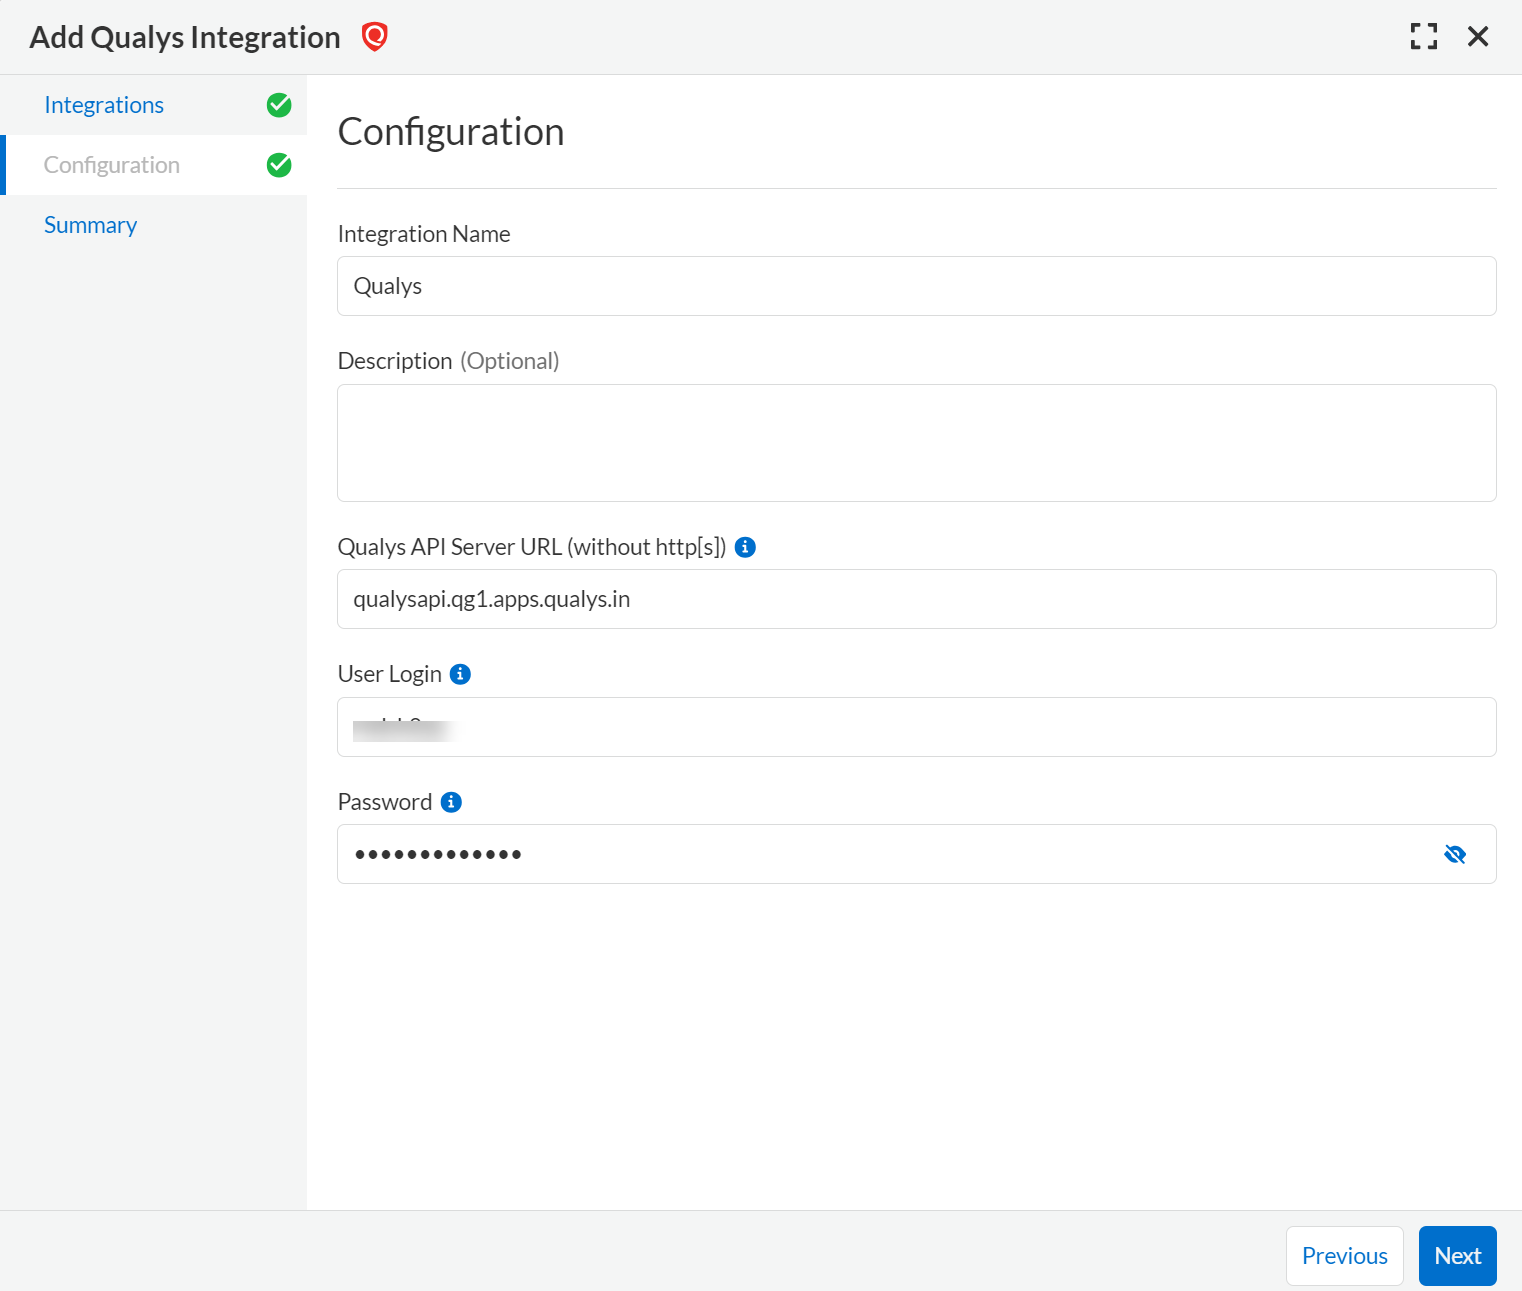 Add Qualys Integration
Integrations
Configuration
Summary
Configuration
Integration Name
Qualys
Description (Optional)
Qualys API Server URL (without http[s])
qualysapi.qg1.apps.qualys.in
User Login
Password
•••••••••••••
Previous
Next